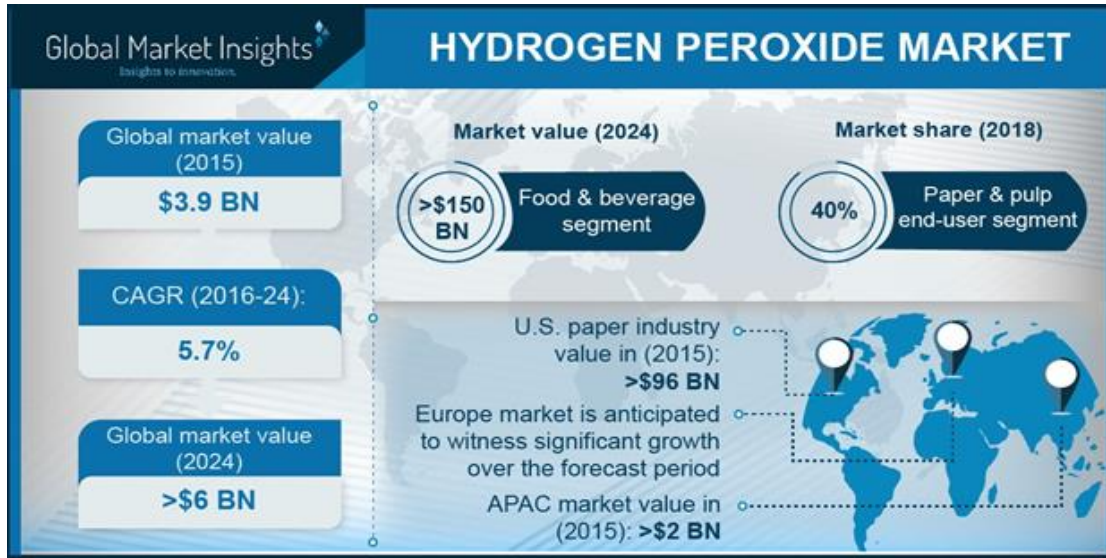 Global Market Insights
Insights to innovation.
HYDROGEN PEROXIDE MARKET
Global market value
(2015)
$3.9 BN
CAGR (2016-24):
5.7%
Global market value
(2024)
>$6 BN
Market value (2024)
>$150
BN
Food & beverage
segment
Market share (2018)
40%
Paper & pulp
end-user segment
U.S. paper industry
value in (2015):
>$96 BN
Europe market is anticipated
to witness significant growth
over the forecast period
APAC market value in
(2015): >$2 BN